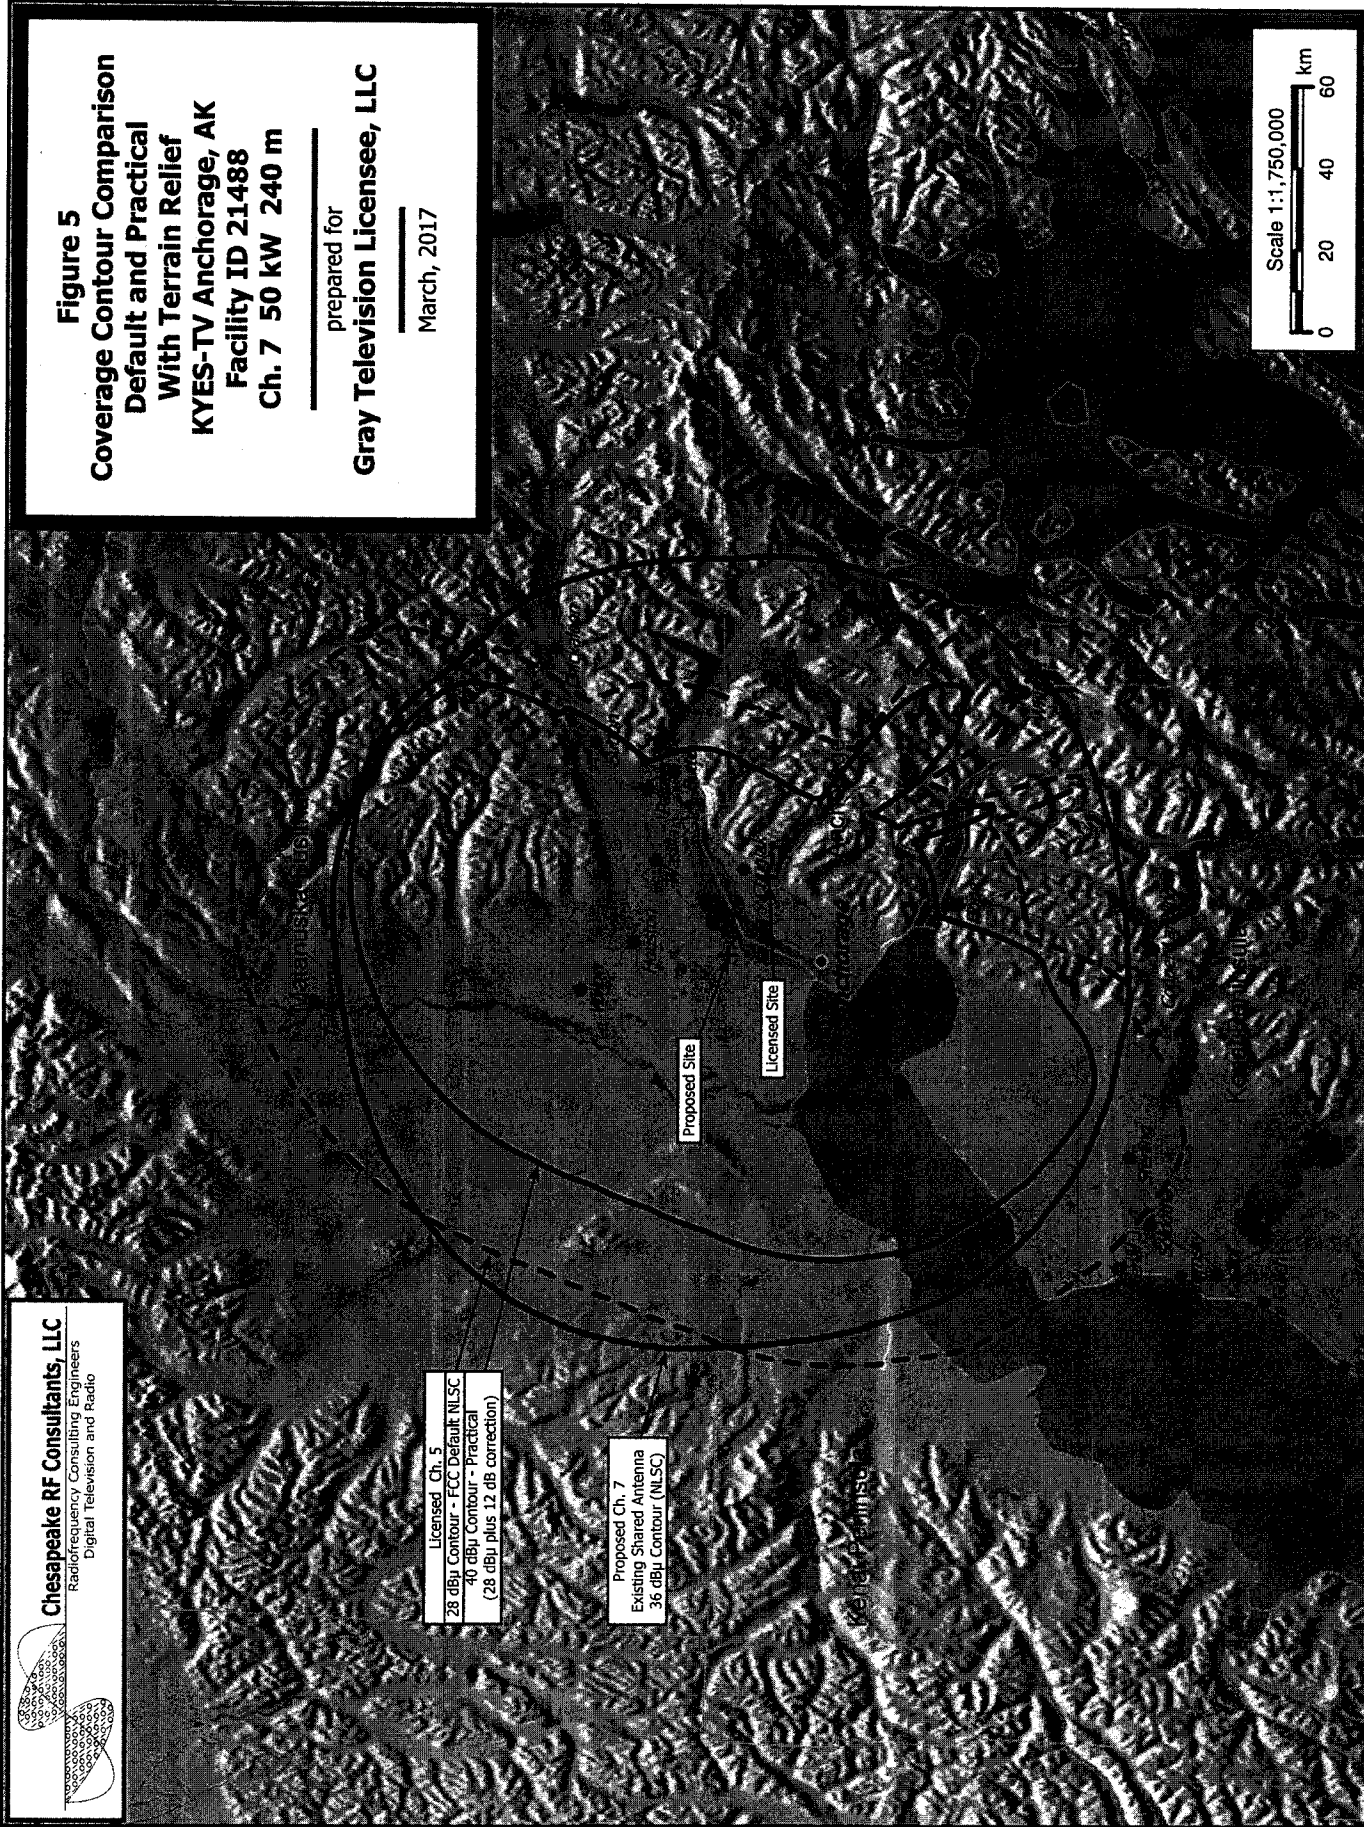 Chesapeake RF Consultants, LLC
Radiofrequency Consulting Engineers
Digital Television and Radio
Figure 5
Coverage Contour Comparison
Default and Practical
With Terrain Relief
KYES-TV Anchorage, AK
Facility ID 21488
Ch. 7 50 kW 240 m
prepared for
Gray Television Licensee, LLC
March, 2017
Licensed Ch. 5
28 dBµ Contour - FCC Default NLSC
40 dBµ Contour - Practical
(28 dBµ plus 12 dB correction)
Proposed Ch. 7
Existing Shared Antenna
36 dBµ Contour (NLSC)
Proposed Site
Licensed Site
Kenai Peninsula
Scale 1:1,750,000
0 20 40 60 km